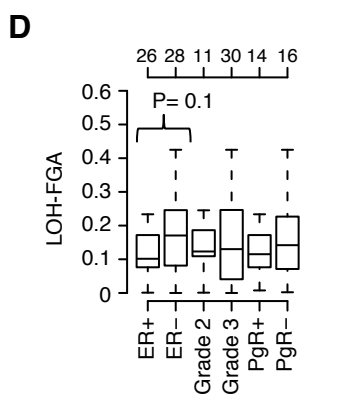 D
26 28 11 30 14 16
P= 0.1
LOH-FGA
0.6
0.5
0.4
0.3
0.2
0.1
0
ER+
ER−
Grade 2
Grade 3
PgR+
PgR−